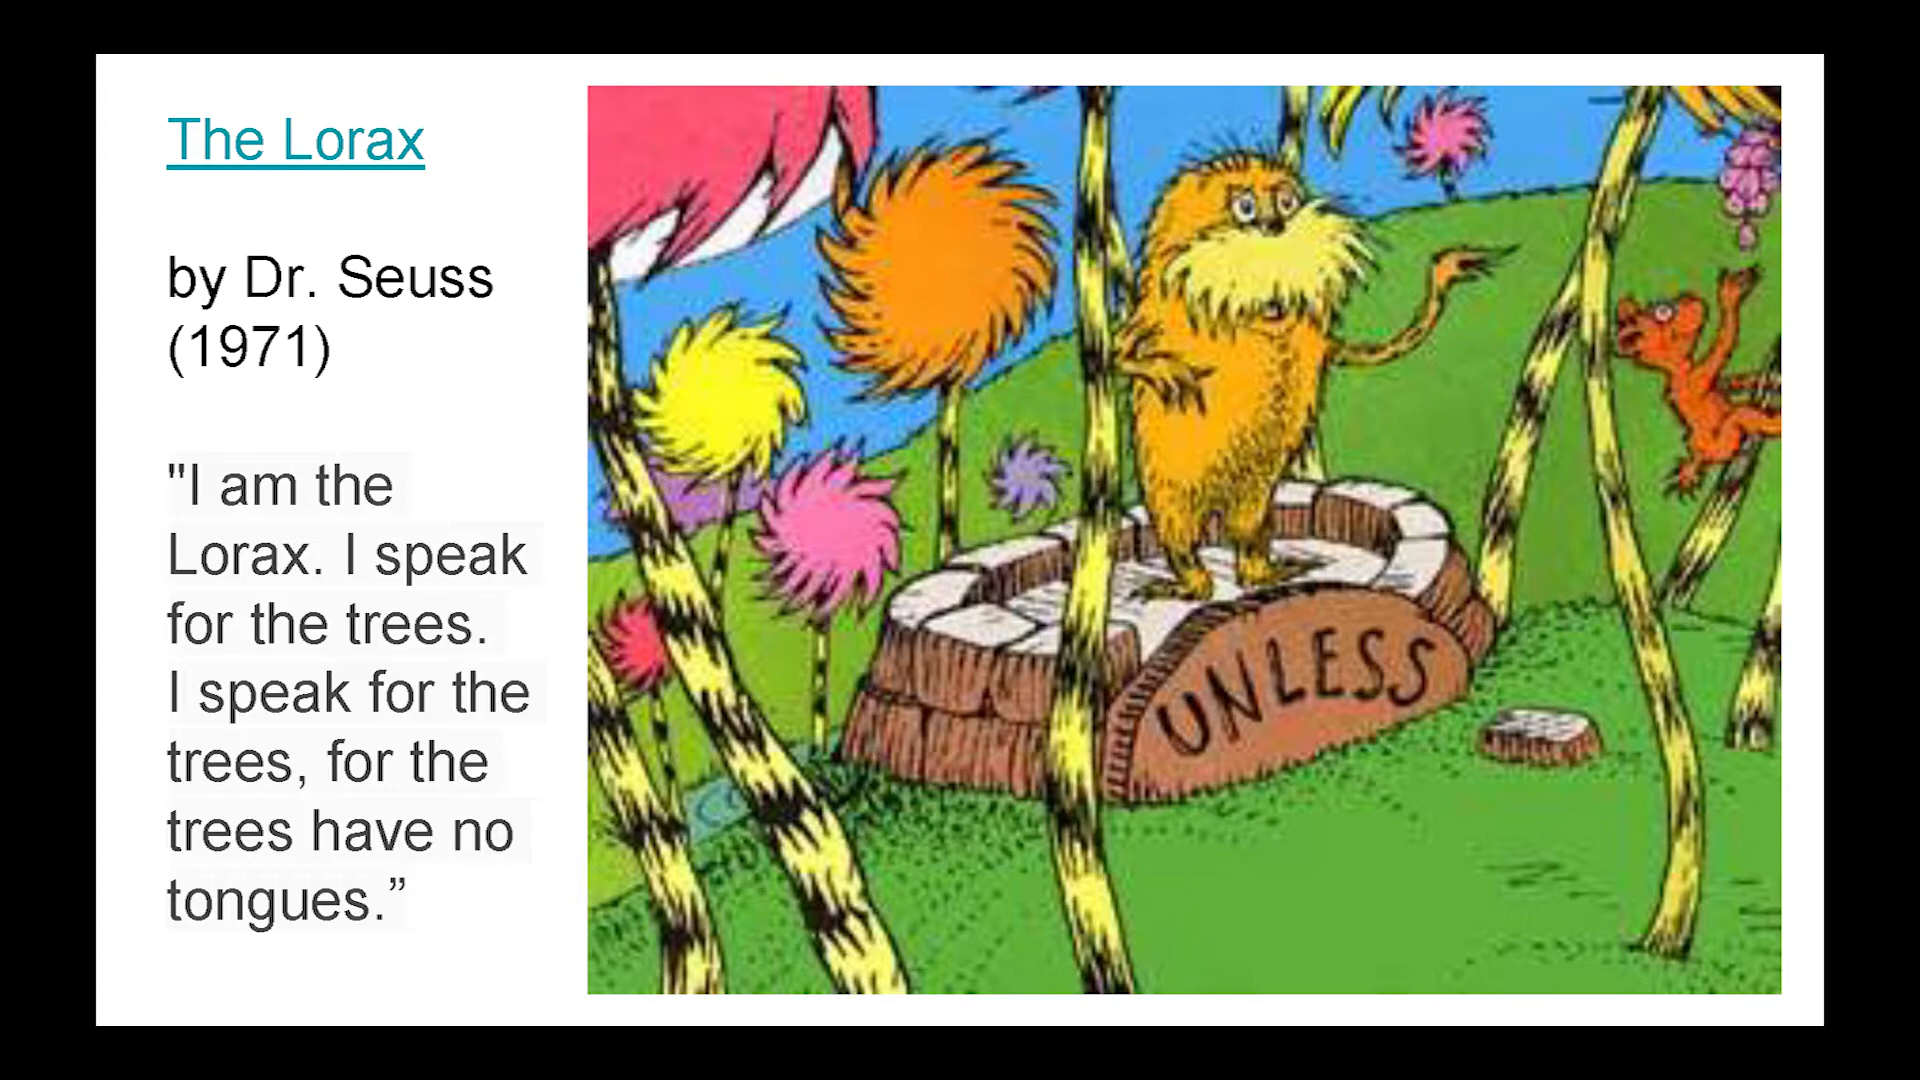 The Lorax
by Dr. Seuss
(1971)
"I am the
Lorax. I speak
for the trees.
I speak for the
trees, for the
trees have no
tongues.”
UNLESS